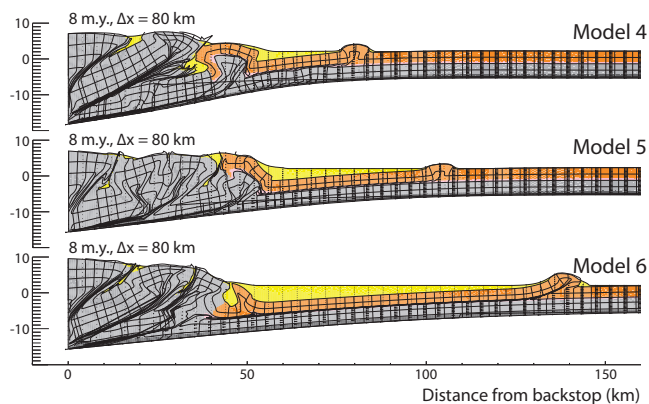 8 m.y., Δx = 80 km
Model 4
10
0
-10
8 m.y., Δx = 80 km
Model 5
10
0
-10
8 m.y., Δx = 80 km
Model 6
10
0
-10
0 50 100 150
Distance from backstop (km)